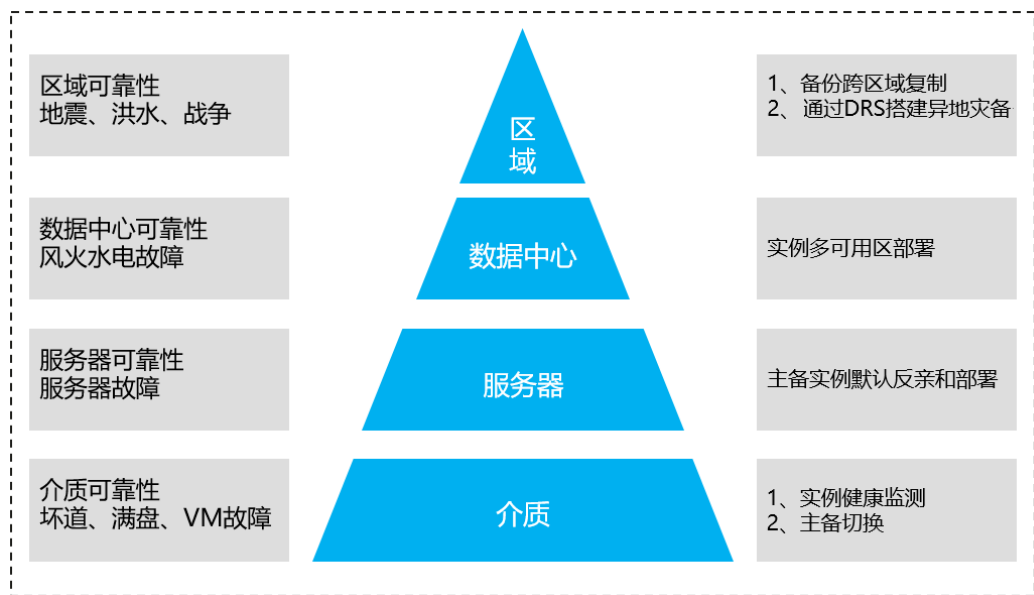 区域可靠性
地震、洪水、战争
区
域
1、备份跨区域复制
2、通过DRS搭建异地灾备
数据中心可靠性
风火水电故障
数据中心
实例多可用区部署
服务器可靠性
服务器故障
服务器
主备实例默认反亲和部署
介质可靠性
坏道、满盘、VM故障
介质
1、实例健康监测
2、主备切换